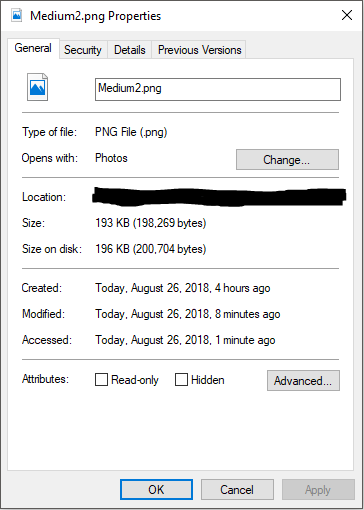 Medium2.png Properties
General Security Details Previous Versions
Medium2.png
Type of file: PNG File (.png)
Opens with: Photos Change...
Location:
Size: 193 KB (198,269 bytes)
Size on disk: 196 KB (200,704 bytes)
Created: Today, August 26, 2018, 4 hours ago
Modified: Today, August 26, 2018, 8 minutes ago
Accessed: Today, August 26, 2018, 1 minute ago
Attributes: Read-only Hidden Advanced...
OK Cancel Apply